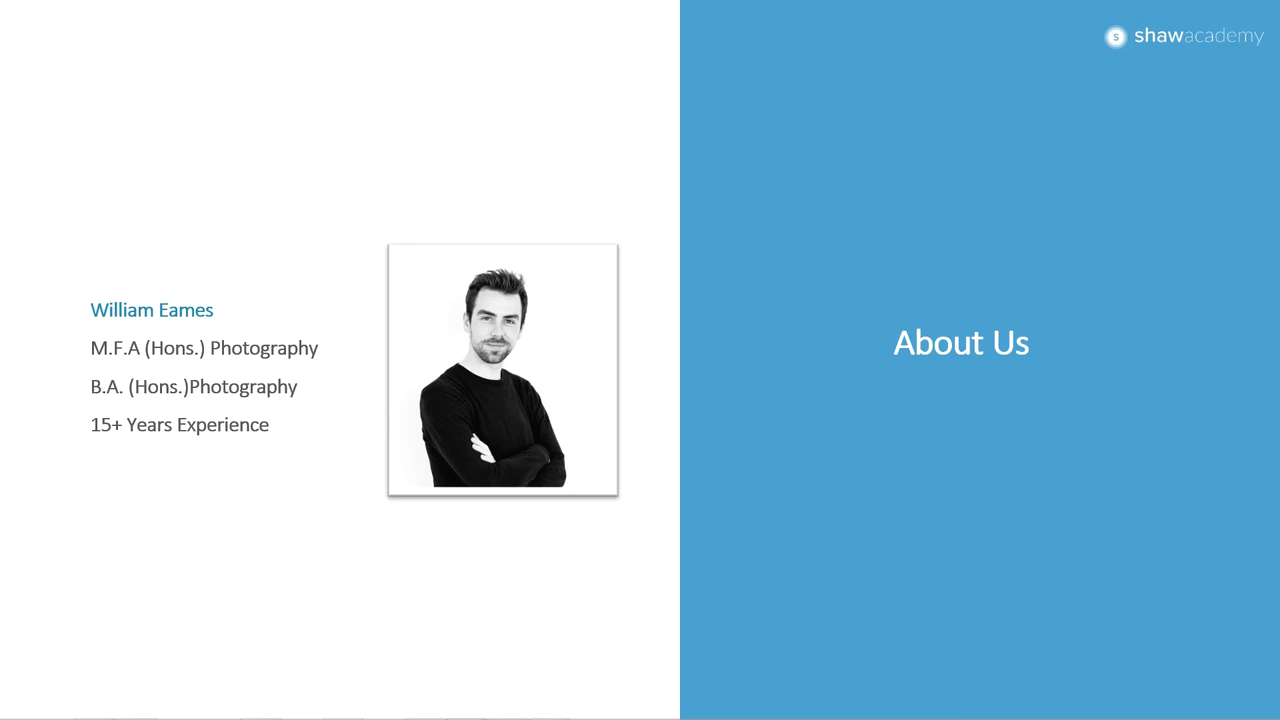 William Eames
M.F.A (Hons.) Photography
B.A. (Hons.)Photography
15+ Years Experience
s shawacademy
About Us